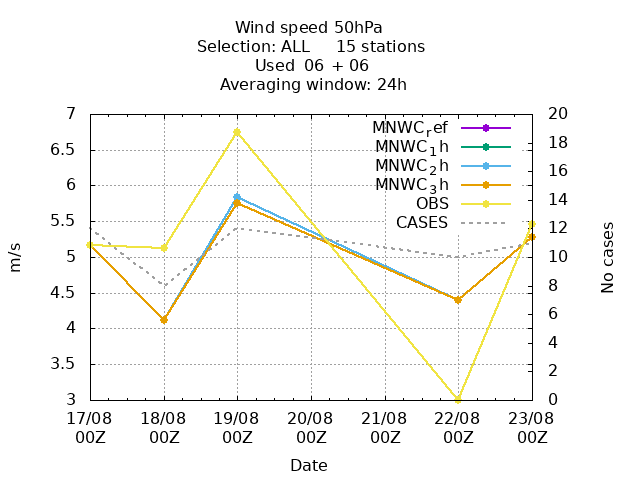 Wind speed 50hPa
Selection: ALL     15 stations
Used  06 + 06
Averaging window: 24h
7
6.5
6
5.5
5
4.5
4
3.5
3
m/s
20
18
16
14
12
10
8
6
4
2
0
No cases
MNWC_ref
MNWC_1h
MNWC_2h
MNWC_3h
OBS
CASES
17/08 18/08 19/08 20/08 21/08 22/08 23/08
00Z 00Z 00Z 00Z 00Z 00Z 00Z
Date